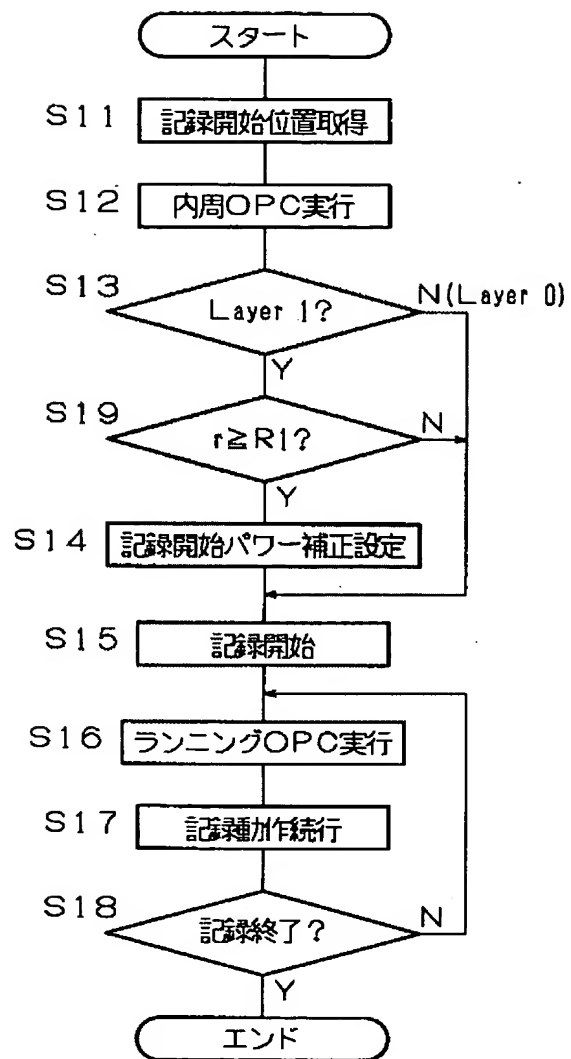 スタート
S11 記録開始位置取得
S12 内周OPC実行
S13 Layer 1? N(Layer 0)
Y
S19 r≧R1? N
Y
S14 記録開始パワー補正設定
S15 記録開始
S16 ランニングOPC実行
S17 記録動作続行
S18 記録終了? N
Y
エンド